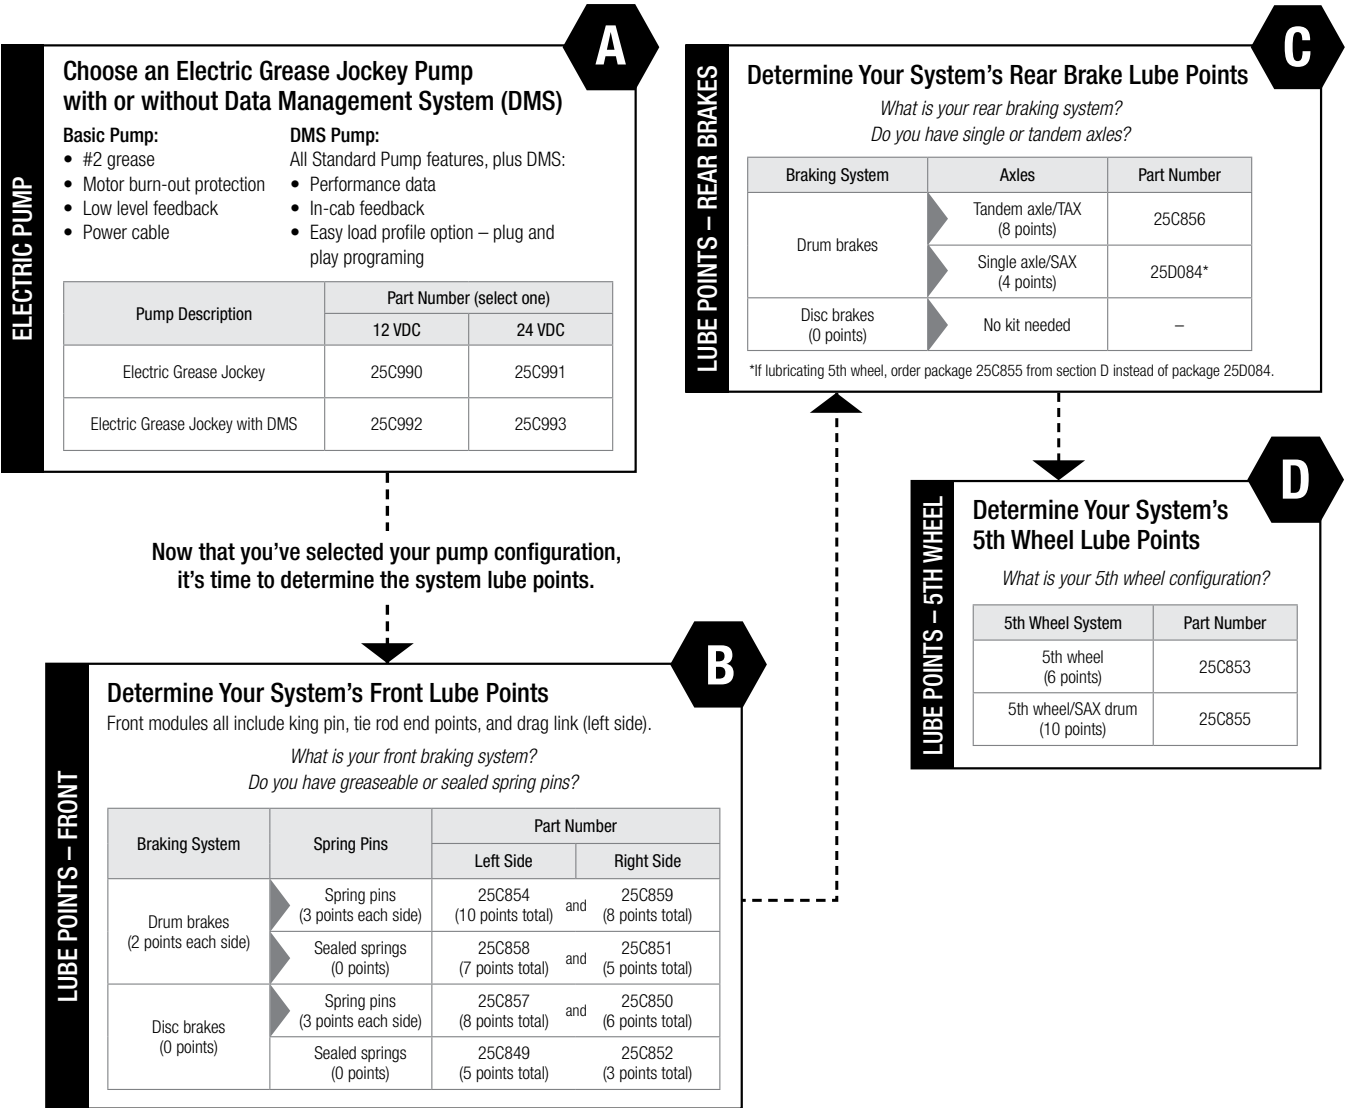 A
ELECTRIC PUMP
Choose an Electric Grease Jockey Pump
with or without Data Management System (DMS)
Basic Pump:
• #2 grease
• Motor burn-out protection
• Low level feedback
• Power cable
DMS Pump:
All Standard Pump features, plus DMS:
• Performance data
• In-cab feedback
• Easy load profile option – plug and
play programing
Pump Description
Part Number (select one)
12 VDC
24 VDC
Electric Grease Jockey
25C990
25C991
Electric Grease Jockey with DMS
25C992
25C993
Now that you've selected your pump configuration,
it's time to determine the system lube points.
B
LUBE POINTS – FRONT
Determine Your System's Front Lube Points
Front modules all include king pin, tie rod end points, and drag link (left side).
What is your front braking system?
Do you have greaseable or sealed spring pins?
Braking System
Spring Pins
Part Number
Left Side
Right Side
Drum brakes
(2 points each side)
Spring pins
(3 points each side)
25C854
(10 points total)
and
25C859
(8 points total)
Sealed springs
(0 points)
25C858
(7 points total)
and
25C851
(5 points total)
Disc brakes
(0 points)
Spring pins
(3 points each side)
25C857
(8 points total)
and
25C850
(6 points total)
Sealed springs
(0 points)
25C849
(5 points total)
25C852
(3 points total)
C
LUBE POINTS – REAR BRAKES
Determine Your System's Rear Brake Lube Points
What is your rear braking system?
Do you have single or tandem axles?
Braking System
Axles
Part Number
Drum brakes
Tandem axle/TAX
(8 points)
25C856
Single axle/SAX
(4 points)
25D084*
Disc brakes
(0 points)
No kit needed
–
*If lubricating 5th wheel, order package 25C855 from section D instead of package 25D084.
D
LUBE POINTS – 5TH WHEEL
Determine Your System's
5th Wheel Lube Points
What is your 5th wheel configuration?
5th Wheel System
Part Number
5th wheel
(6 points)
25C853
5th wheel/SAX drum
(10 points)
25C855